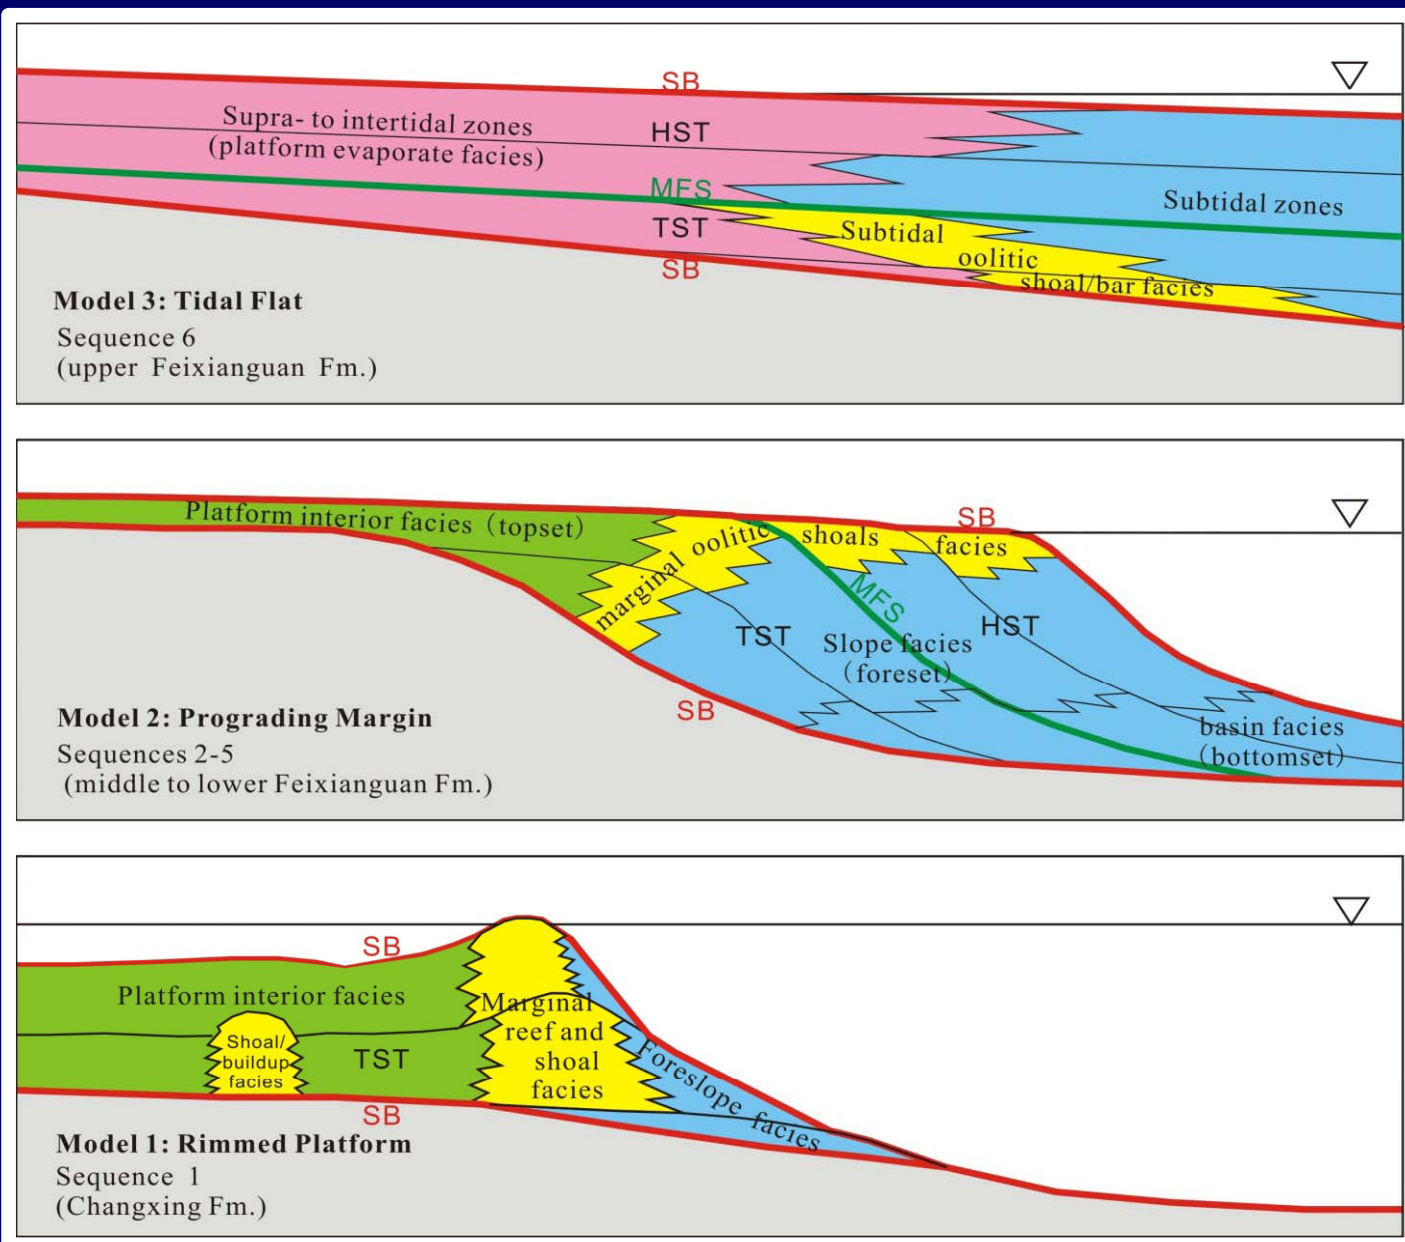 SB
Supra- to intertidal zones
(platform evaporate facies)
HST
MFS
Subtidal zones
TST
Subtidal
oolitic
shoal/bar facies
SB
Model 3: Tidal Flat
Sequence 6
(upper Feixianguan Fm.)
Platform interior facies (topset)
marginal oolitic
shoals
facies
SB
MFS
TST
HST
Slope facies
(foreset)
SB
basin facies
(bottomset)
Model 2: Prograding Margin
Sequences 2-5
(middle to lower Feixianguan Fm.)
SB
Platform interior facies
Marginal
reef and
shoal
facies
Shoal/
buildup
facies
TST
Foreslope facies
SB
Model 1: Rimmed Platform
Sequence 1
(Changxing Fm.)